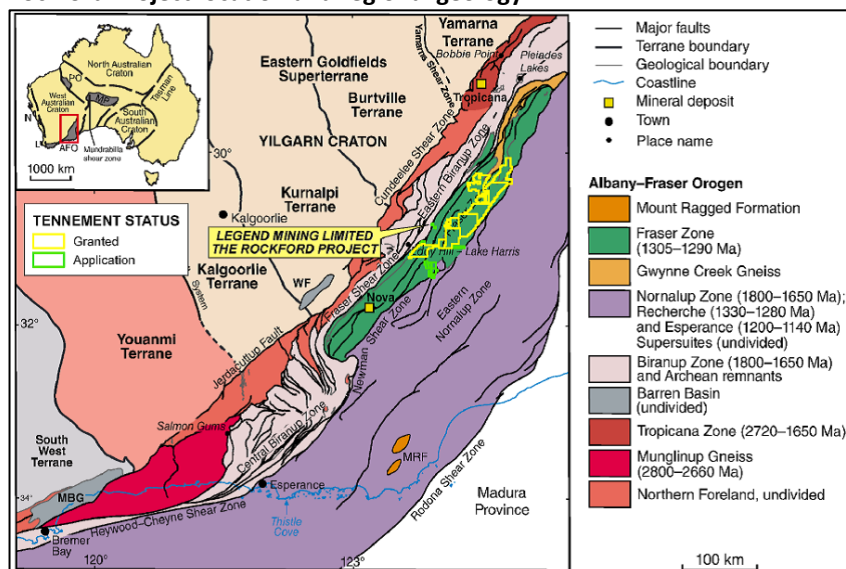 North Australian
Craton
PO
West
Australian
Craton
MP
Tasman
Line
South
Australian
Craton
N
AFO
Mundrabilla
shear zone
1000 km
TENNEMENT STATUS
Granted
Application
Yamarna
Terrane
Bobbie Point
Pleiades
Lakes
Yamarna Shear Zone
Eastern Goldfields
Superterrane
Tropicana
Burtville
Terrane
YILGARN CRATON
30°
Cundeelee Shear Zone
Eastern Biranup Zone
Kurnalpi
Terrane
Kalgoorlie
LEGEND MINING LIMITED
THE ROCKFORD PROJECT
Harris
Lake
Kalgoorlie
Terrane
System
WF
Fraser Shear Zone
Nova
Eastern
Nornalup Zone
Newman Shear Zone
32°
Youanmi
Terrane
Jerdacuttup Fault
Salmon Gums
Central Biranup Zone
South
West
Terrane
MRF
MBG
Esperance
Rodona Shear Zone
Madura
Province
34°
Heywood–Cheyne Shear Zone
Thistle
Cove
Bremer
Bay
120°
123°
Major faults
Terrane boundary
Geological boundary
Coastline
Mineral deposit
Town
Place name
Albany–Fraser Orogen
Mount Ragged Formation
Fraser Zone
(1305–1290 Ma)
Gwynne Creek Gneiss
Nornalup Zone (1800–1650 Ma);
Recherche (1330–1280 Ma)
and Esperance (1200–1140 Ma)
Supersuites (undivided)
Biranup Zone (1800–1650 Ma)
and Archean remnants
Barren Basin
(undivided)
Tropicana Zone (2720–1650 Ma)
Munglinup Gneiss
(2800–2660 Ma)
Northern Foreland, undivided
100 km